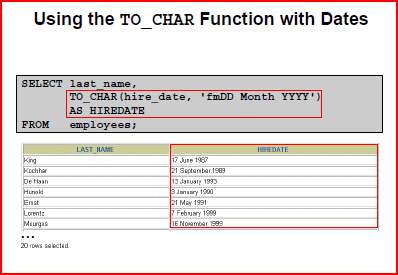 Using the TO_CHAR Function with Dates
SELECT last_name,
TO_CHAR(hire_date, 'fmDD Month YYYY')
AS HIREDATE
FROM employees;
LAST_NAME HIREDATE
King 17 June 1987
Kochhar 21 September 1989
De Haan 13 January 1993
Hunold 3 January 1990
Ernst 21 May 1991
Lorentz 7 February 1999
Mourgos 16 November 1999
...
20 rows selected.